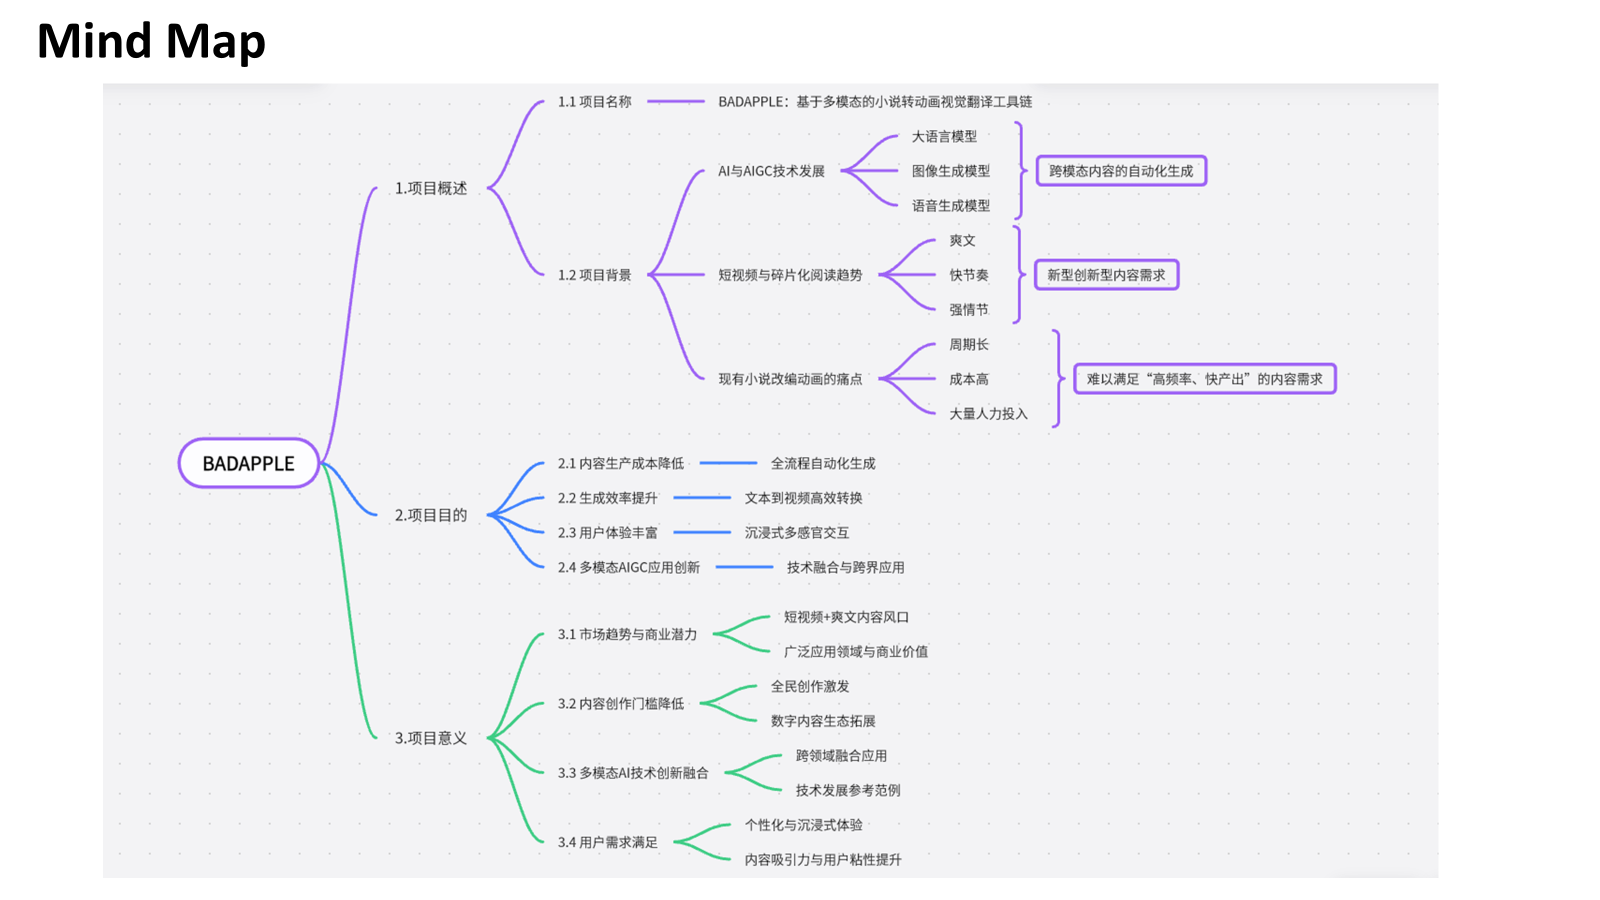 Mind Map
BADAPPLE
1.项目概述
1.1 项目名称
BADAPPLE：基于多模态的小说转动画视觉翻译工具链
1.2 项目背景
AI与AIGC技术发展
大语言模型
图像生成模型
语音生成模型
跨模态内容的自动化生成
短视频与碎片化阅读趋势
爽文
快节奏
强情节
新型创新型内容需求
现有小说改编动画的痛点
周期长
成本高
大量人力投入
难以满足“高频率、快产出”的内容需求
2.项目目的
2.1 内容生产成本降低
全流程自动化生成
2.2 生成效率提升
文本到视频高效转换
2.3 用户体验丰富
沉浸式多感官交互
2.4 多模态AIGC应用创新
技术融合与跨界应用
3.项目意义
3.1 市场趋势与商业潜力
短视频+爽文内容风口
广泛应用领域与商业价值
3.2 内容创作门槛降低
全民创作激发
数字内容生态拓展
3.3 多模态AI技术创新融合
跨领域融合应用
技术发展参考范例
3.4 用户需求满足
个性化与沉浸式体验
内容吸引力与用户粘性提升